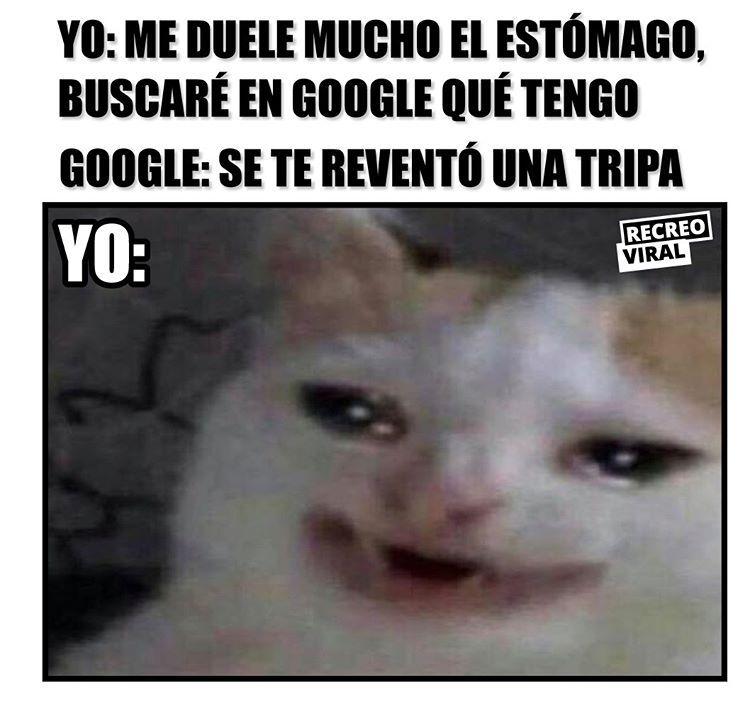 YO: ME DUELE MUCHO EL ESTÓMAGO,
BUSCARÉ EN GOOGLE QUÉ TENGO
GOOGLE: SE TE REVENTÓ UNA TRIPA
YO:
RECREO
VIRAL